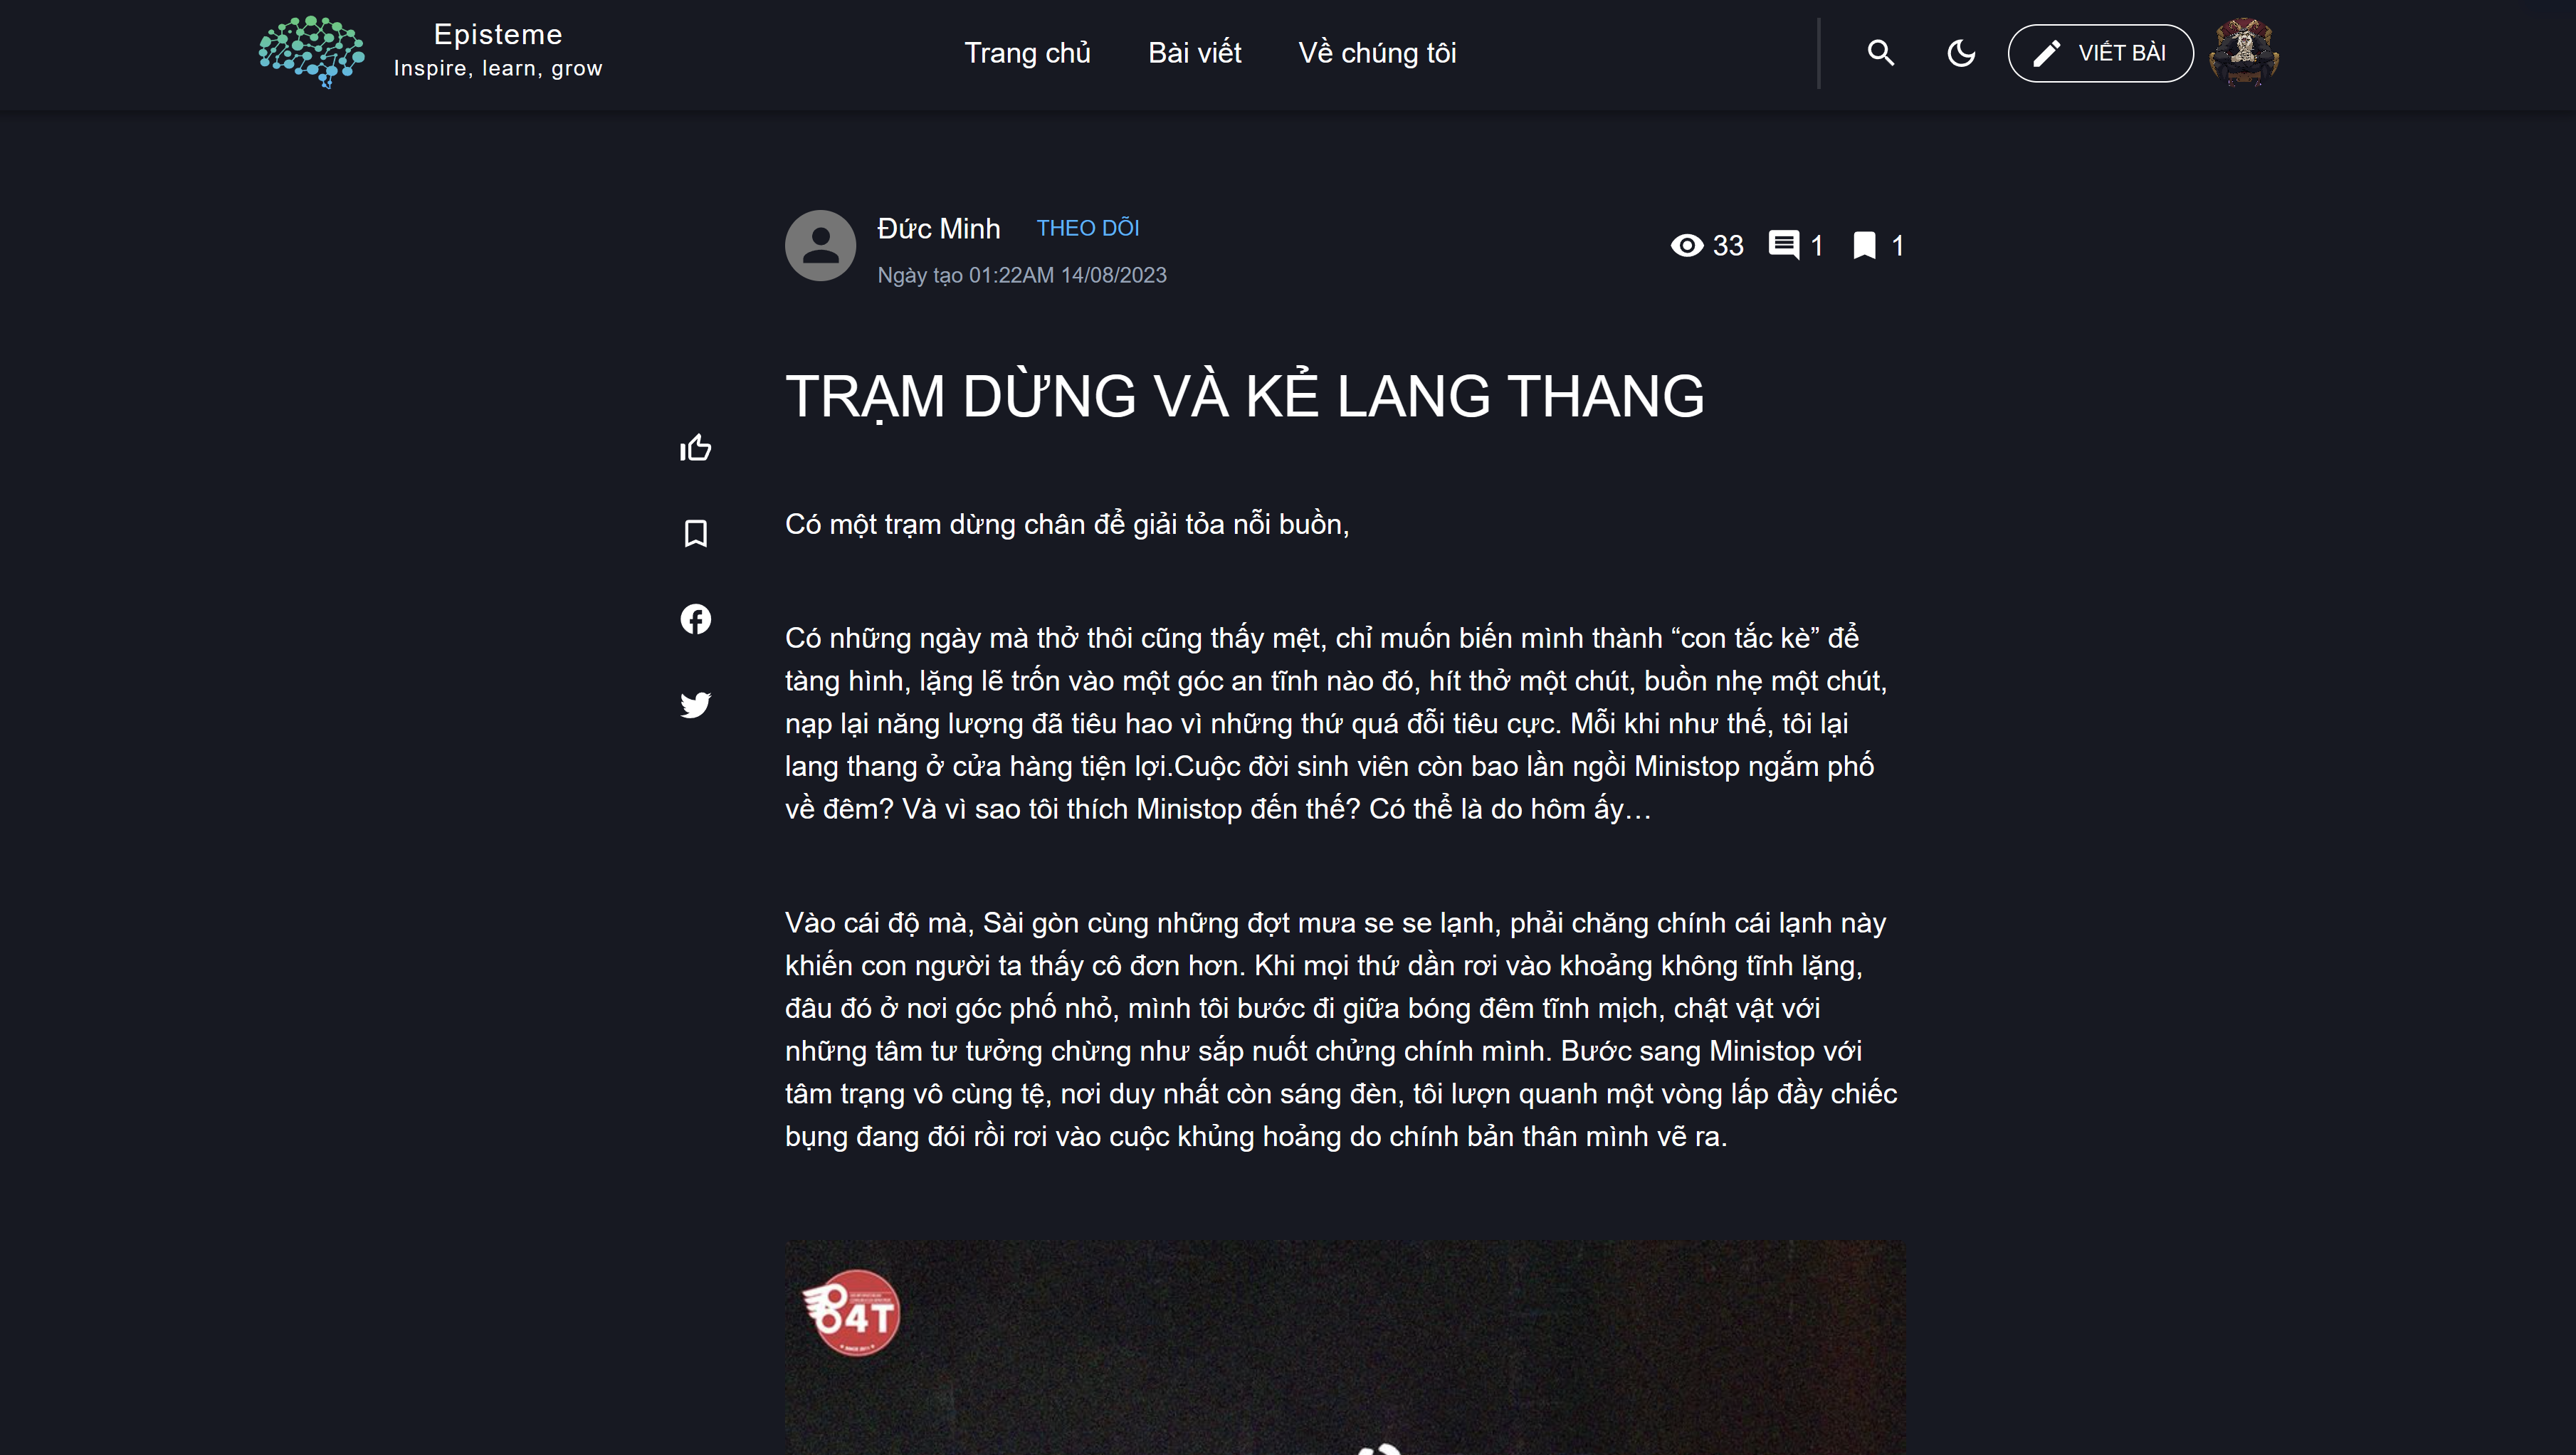 Episteme
Inspire, learn, grow
Trang chủ
Bài viết
Về chúng tôi
VIẾT BÀI
Đức Minh
THEO DÕI
Ngày tạo 01:22AM 14/08/2023
33
1
1
TRẠM DỪNG VÀ KẺ LANG THANG
Có một trạm dừng chân để giải tỏa nỗi buồn,
Có những ngày mà thở thôi cũng thấy mệt, chỉ muốn biến mình thành “con tắc kè” để
tàng hình, lặng lẽ trốn vào một góc an tĩnh nào đó, hít thở một chút, buồn nhẹ một chút,
nạp lại năng lượng đã tiêu hao vì những thứ quá đỗi tiêu cực. Mỗi khi như thế, tôi lại
lang thang ở cửa hàng tiện lợi.Cuộc đời sinh viên còn bao lần ngồi Ministop ngắm phố
về đêm? Và vì sao tôi thích Ministop đến thế? Có thể là do hôm ấy…
Vào cái độ mà, Sài gòn cùng những đợt mưa se se lạnh, phải chăng chính cái lạnh này
khiến con người ta thấy cô đơn hơn. Khi mọi thứ dần rơi vào khoảng không tĩnh lặng,
đâu đó ở nơi góc phố nhỏ, mình tôi bước đi giữa bóng đêm tĩnh mịch, chật vật với
những tâm tư tưởng chừng như sắp nuốt chửng chính mình. Bước sang Ministop với
tâm trạng vô cùng tệ, nơi duy nhất còn sáng đèn, tôi lượn quanh một vòng lấp đầy chiếc
bụng đang đói rồi rơi vào cuộc khủng hoảng do chính bản thân mình vẽ ra.
84T